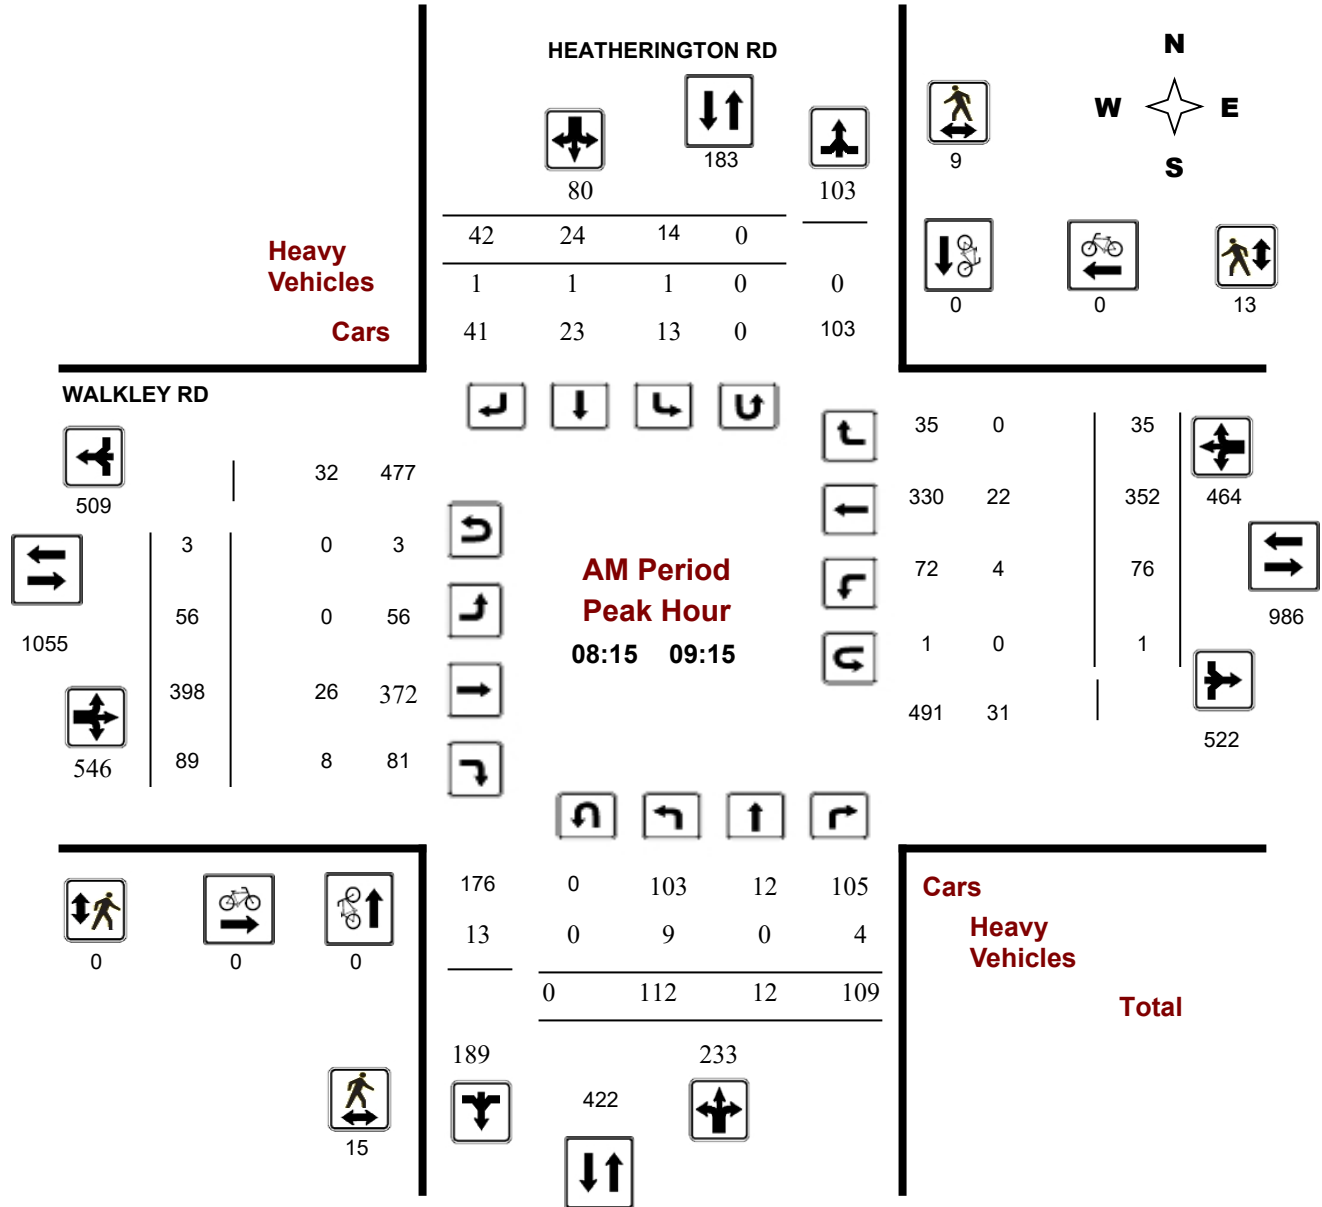 HEATHERINGTON RD
N
W E
S
183
9
80
103
42 24 14 0
Heavy
Vehicles
1 1 1 0 0
0 0 13
Cars
41 23 13 0 103
WALKLEY RD
35 0 35
32 477
509
330 22 352 464
3 0 3
AM Period
72 4 76
Peak Hour
56 0 56
986
1055
08:15 09:15
1 0 1
398 26 372
491 31
522
546 89 8 81
176 0 103 12 105
Cars
13 0 9 0 4
Heavy
Vehicles
0 0 0
0 112 12 109
Total
189 233
422
15